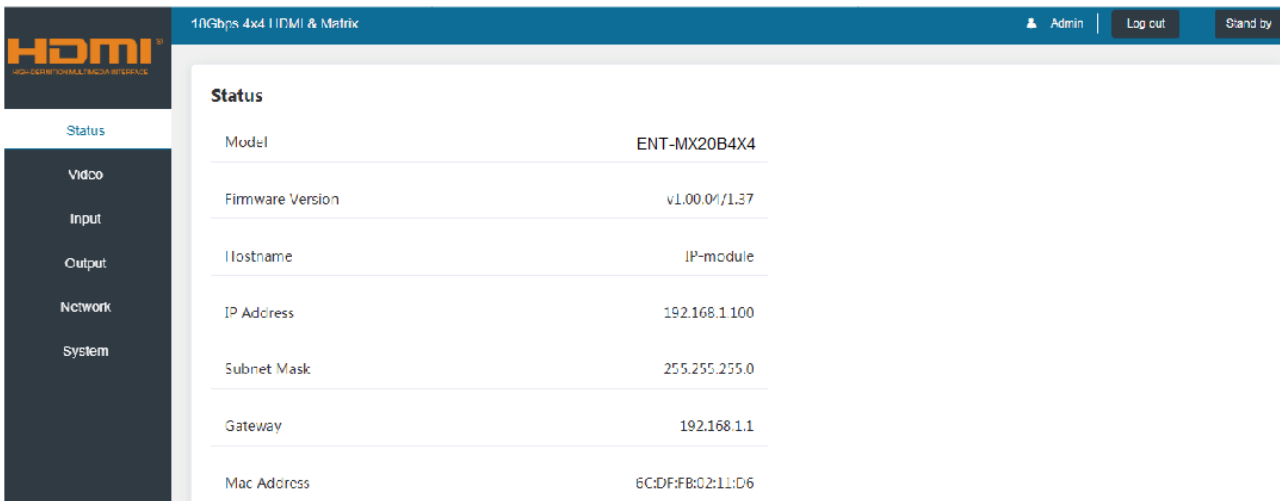 18Gbps 4x4 HDMI & Matrix
Admin
Log out
Stand by
HDMI®
HIGH-DEFINITION MULTIMEDIA INTERFACE
Status
Video
Input
Output
Network
System
Status
Model ENT-MX20B4X4
Firmware Version v1.00.04/1.37
Hostname IP-module
IP Address 192.168.1.100
Subnet Mask 255.255.255.0
Gateway 192.168.1.1
Mac Address 6C:DF:FB:02:11:D6